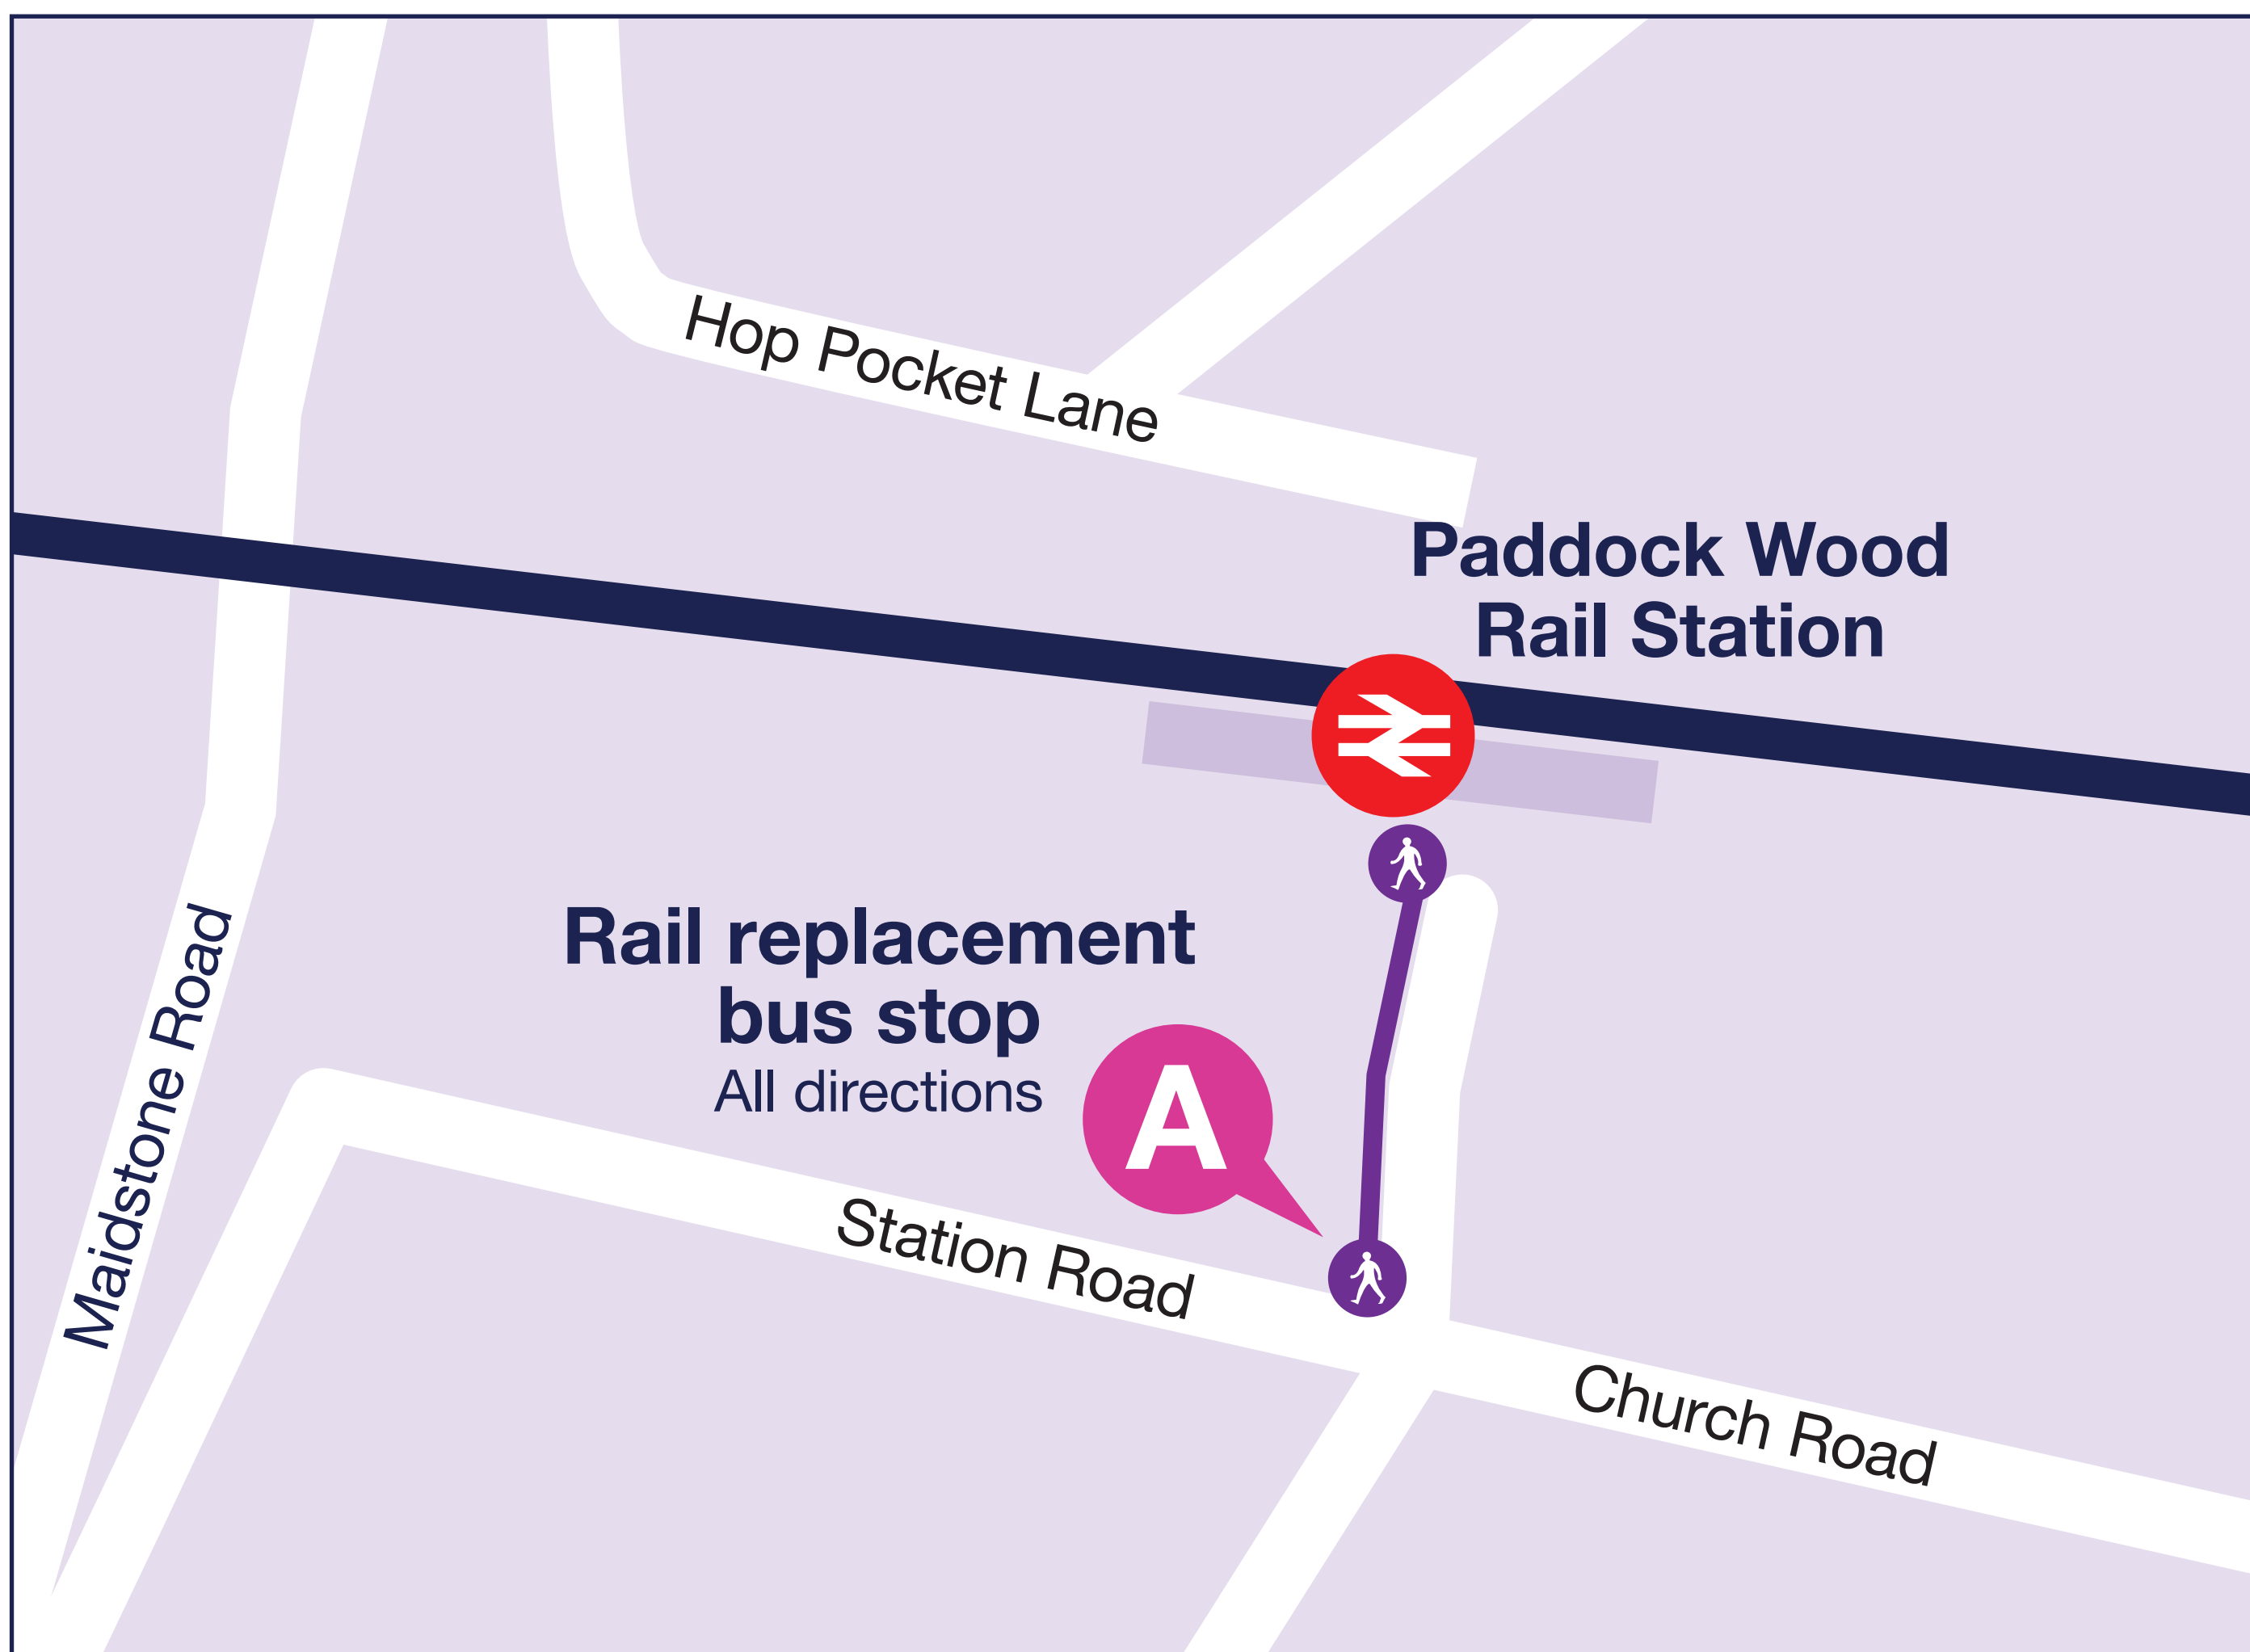 Hop Pocket Lane
Paddock Wood
Rail Station
Rail replacement
bus stop
All directions
A
Maidstone Road
Station Road
Church Road